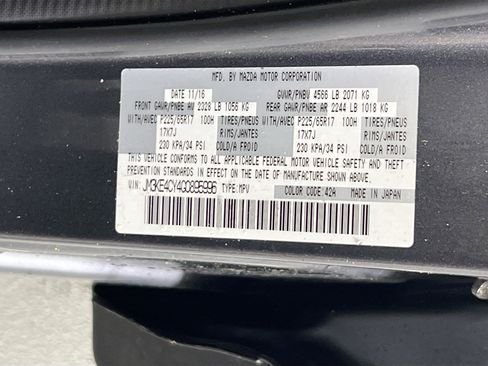 MFD. BY MAZDA MOTOR CORPORATION
DATE 11/16 GVWR/PNBV 4566 LB 2071 KG
FRONT GAWR/PNBE AV 2328 LB 1056 KG REAR GAWR/PNBE AR 2244 LB 1018 KG
WITH/AVEC P225/65R17 100H TIRES/PNEUS WITH/AVEC P225/65R17 100H TIRES/PNEUS
17X7J RIMS/JANTES 17X7J RIMS/JANTES
230 KPA/34 PSI COLD/A FROID 230 KPA/34 PSI COLD/A FROID
THIS VEHICLE CONFORMS TO ALL APPLICABLE FEDERAL MOTOR VEHICLE SAFETY AND THEFT
PREVENTION STANDARDS IN EFFECT ON THE DATE OF MANUFACTURE SHOWN ABOVE.
VIN: JM3KE4CY4G0895996 TYPE:MPV COLOR CODE:42A MADE IN JAPAN